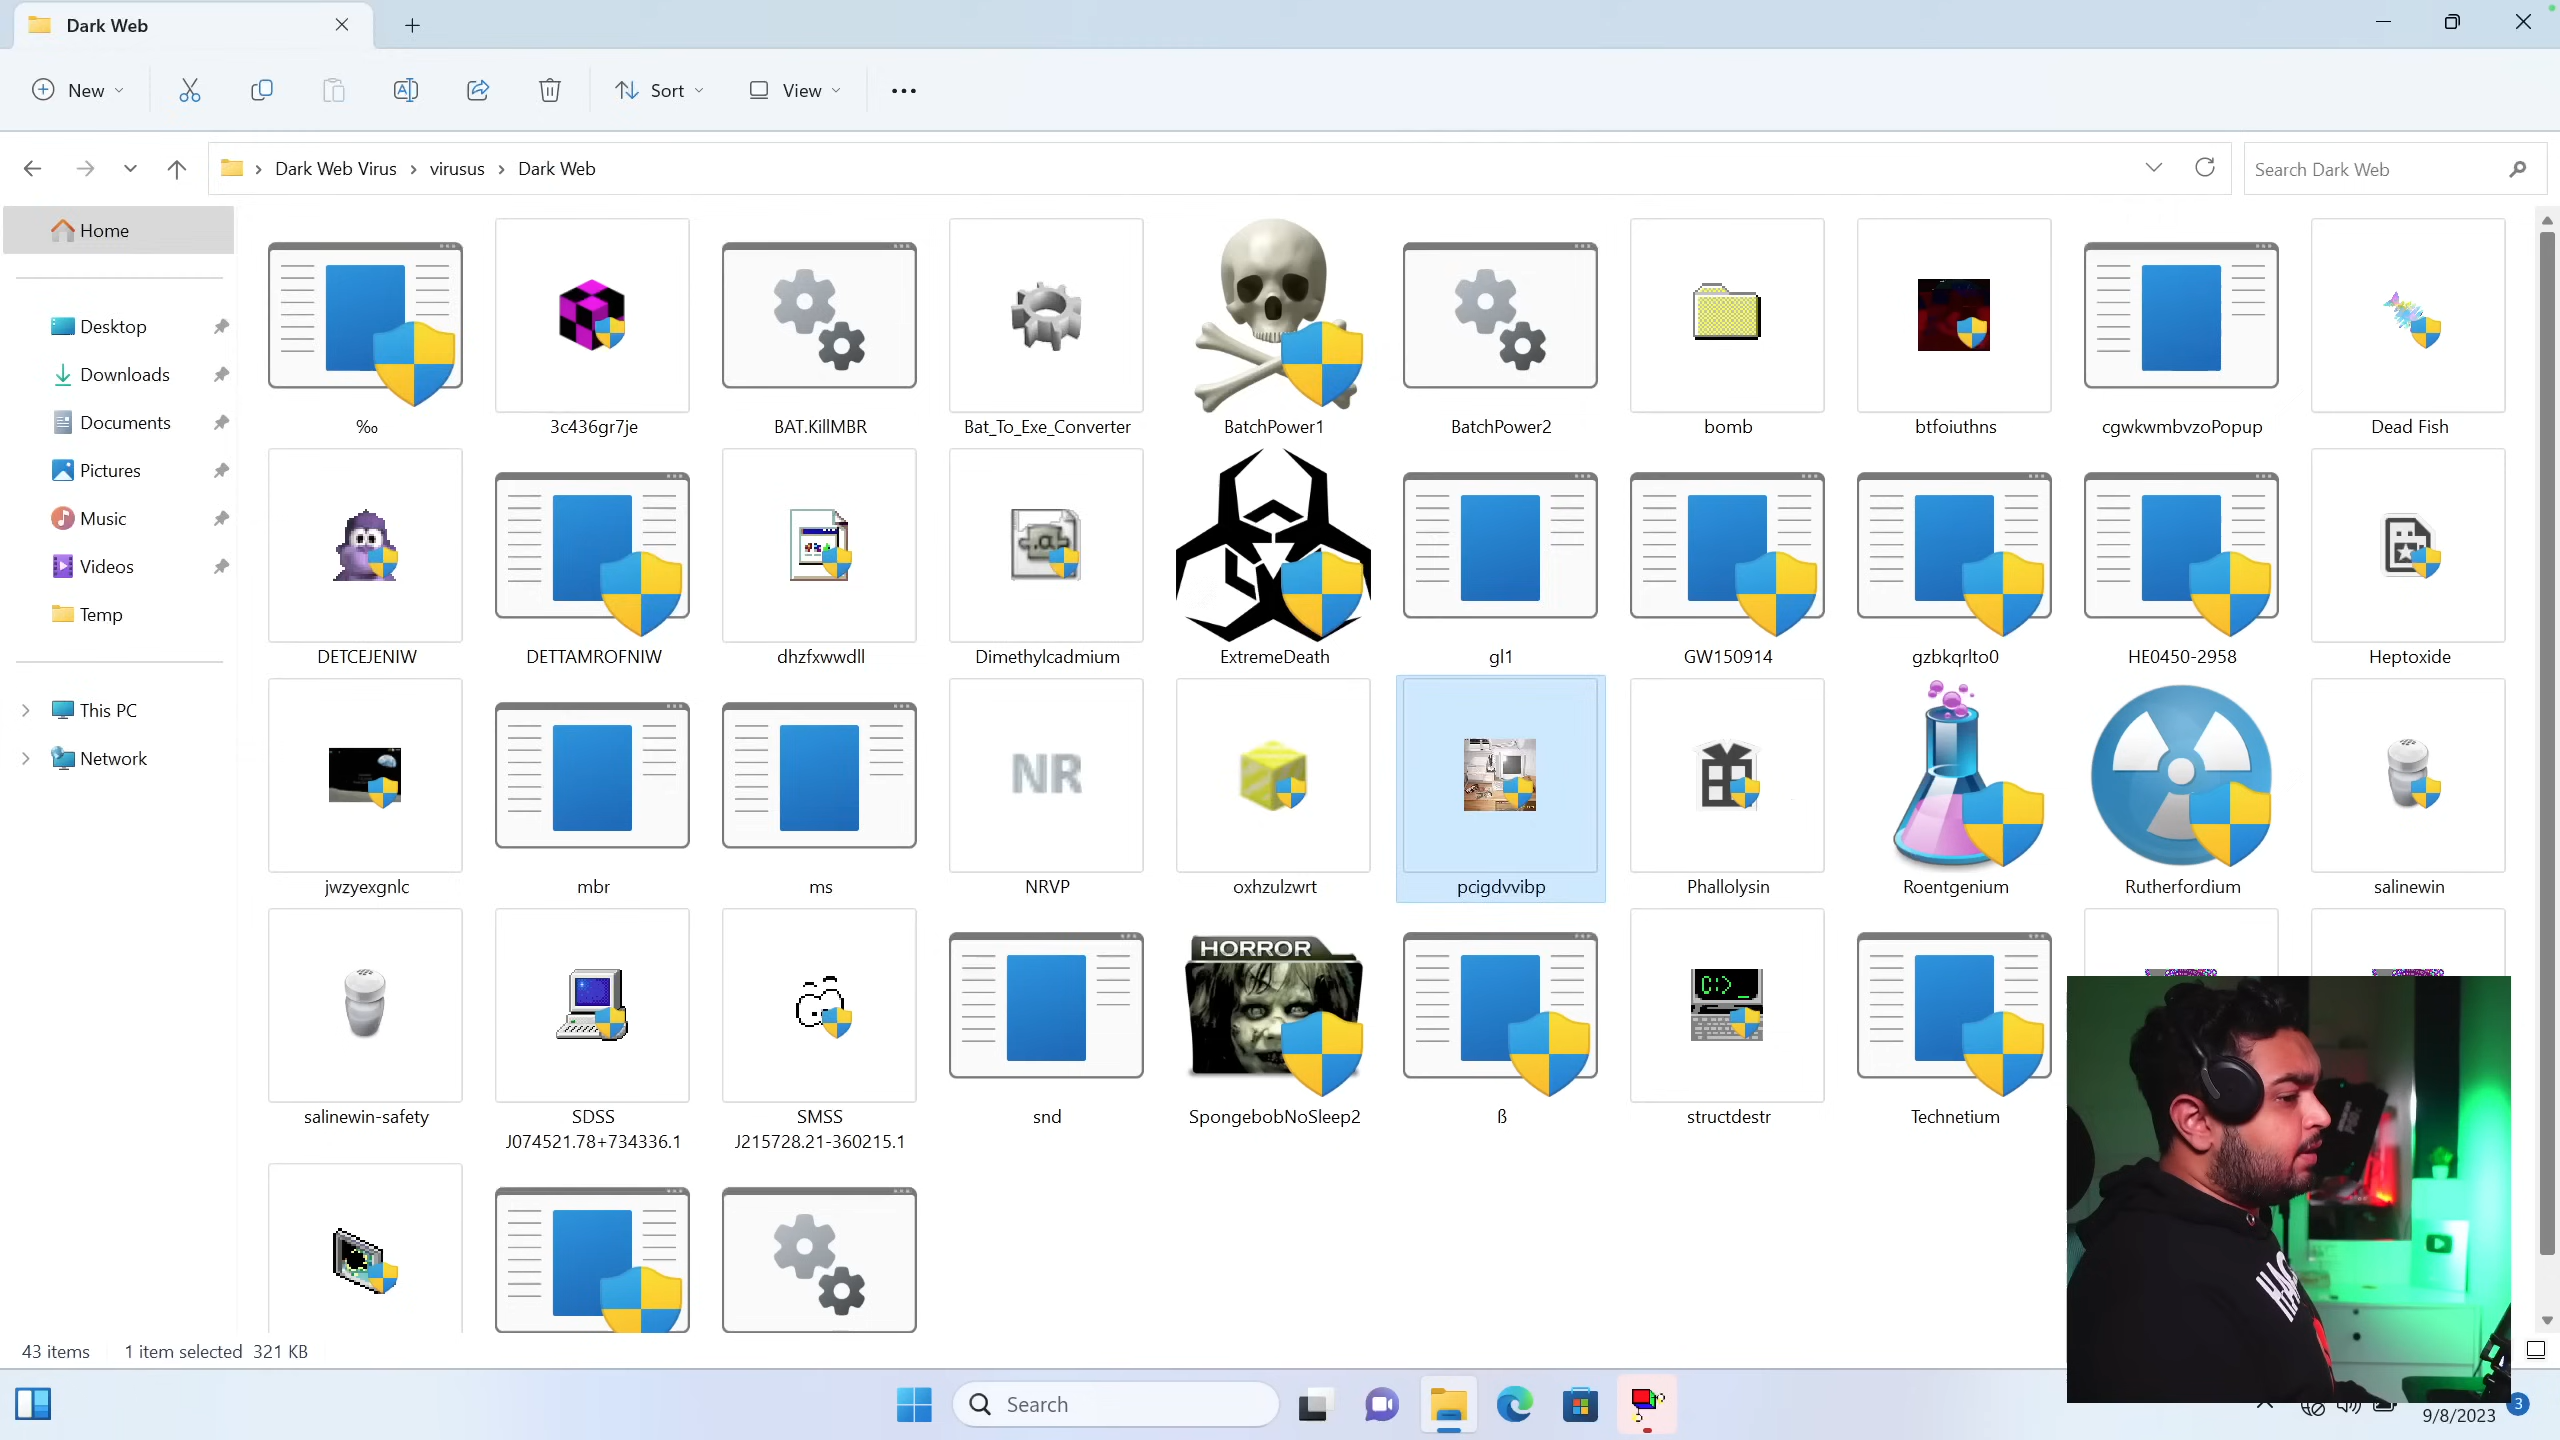 Dark Web
New
Sort
View
Dark Web Virus
virusus
Dark Web
Search Dark Web
Home
Desktop
Downloads
Documents
Pictures
Music
Videos
Temp
This PC
Network
‰
3c436gr7je
BAT.KillMBR
Bat_To_Exe_Converter
BatchPower1
BatchPower2
bomb
btfoiuthns
cgwkwmbvzoPopup
Dead Fish
DETCEJENIW
DETTAMROFNIW
dhzfxwwdll
.at
Dimethylcadmium
ExtremeDeath
gl1
GW150914
gzbkqrlto0
HE0450-2958
Heptoxide
jwzyexgnlc
mbr
ms
NR
NRVP
oxhzulzwrt
pcigdvvibp
Phallolysin
Roentgenium
Rutherfordium
salinewin
salinewin-safety
SDSS
J074521.78+734336.1
SMSS
J215728.21-360215.1
snd
HORROR
SpongebobNoSleep2
ß
C:>_
structdestr
Technetium
43 items
1 item selected 321 KB
Search
9/8/2023
3